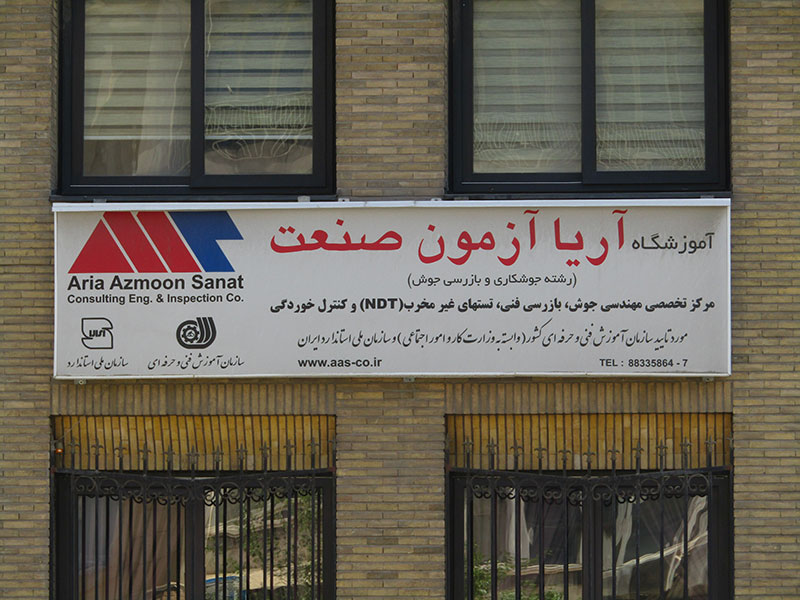 آموزشگاه آریا آزمون صنعت
(رشته جوشکاری و بازرسی جوش)
مرکز تخصصی مهندسی جوش، بازرسی فنی، تستهای غیر مخرب(NDT) و کنترل خوردگی
مورد تایید سازمان آموزش فنی و حرفه ای کشور (وابسته به وزارت کار و امور اجتماعی) و سازمان ملی استاندارد ایران
TEL : 88335864 - 7
www.aas-co.ir
Aria Azmoon Sanat
Consulting Eng. & Inspection Co.
سازمان آموزش فنی و حرفه ای
سازمان ملی استاندارد